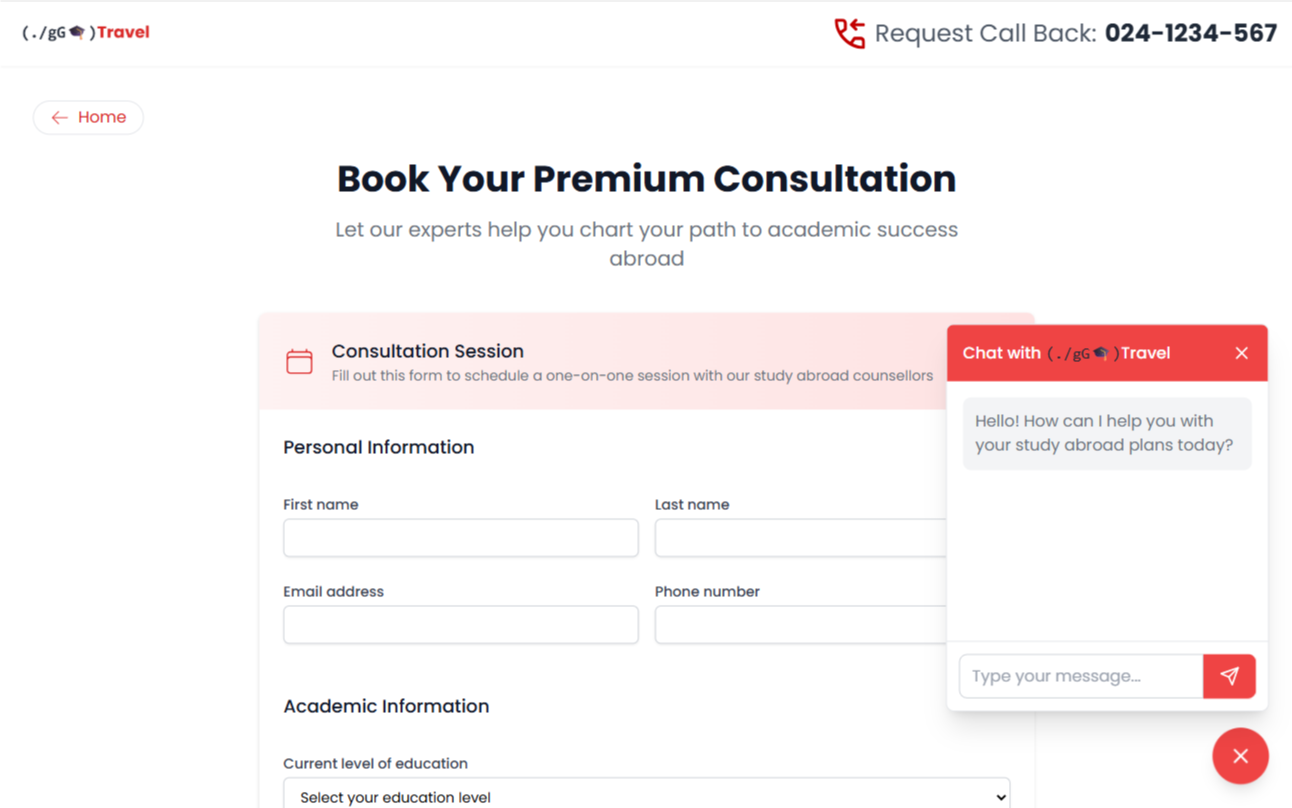 (./gG🎓)Travel
Request Call Back: 024-1234-567
Home
Book Your Premium Consultation
Let our experts help you chart your path to academic success
abroad
Consultation Session
Fill out this form to schedule a one-on-one session with our study abroad counsellors
Personal Information
First name
Last name
Email address
Phone number
Academic Information
Current level of education
Select your education level
Chat with (./gG🎓)Travel
Hello! How can I help you with
your study abroad plans today?
Type your message...